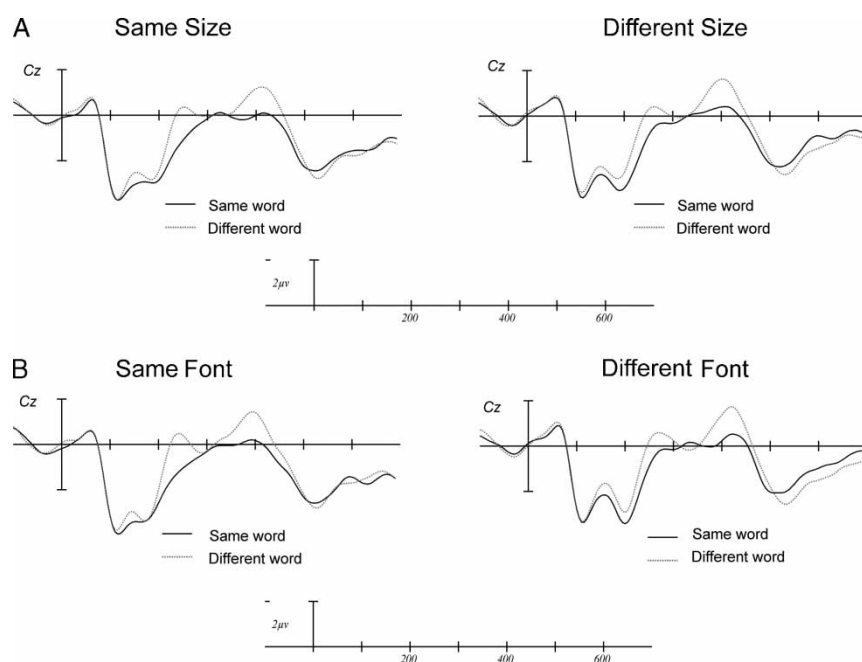 A
Same Size
Different Size
Cz
Cz
Same word
Different word
Same word
Different word
2μv
200
400
600
B
Same Font
Different Font
Cz
Cz
Same word
Different word
Same word
Different word
2μv
200
400
600